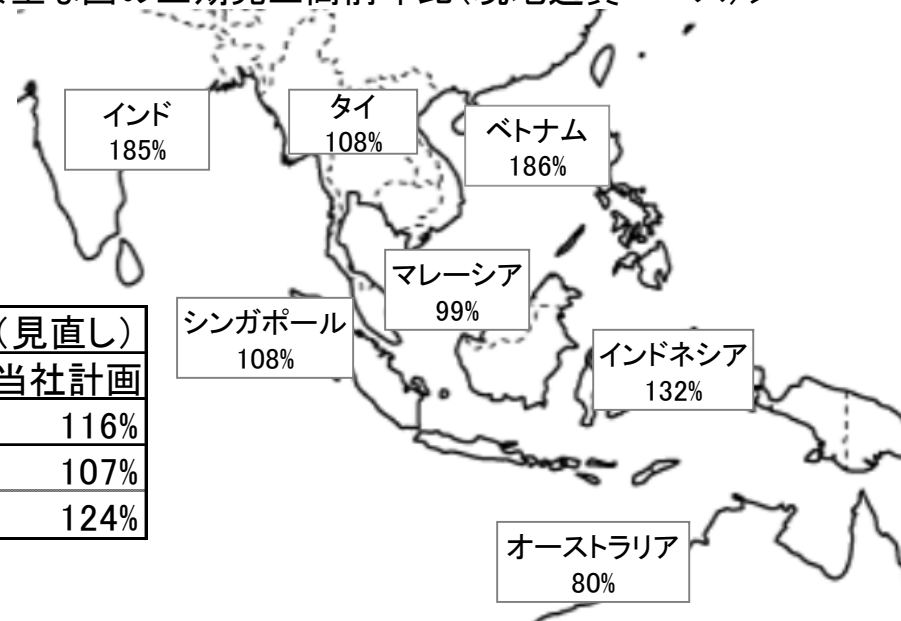 インド
185%
タイ
108%
ベトナム
186%
マレーシア
99%
シンガポール
108%
インドネシア
132%
オーストラリア
80%
(見直し)
当社計画
116%
107%
124%